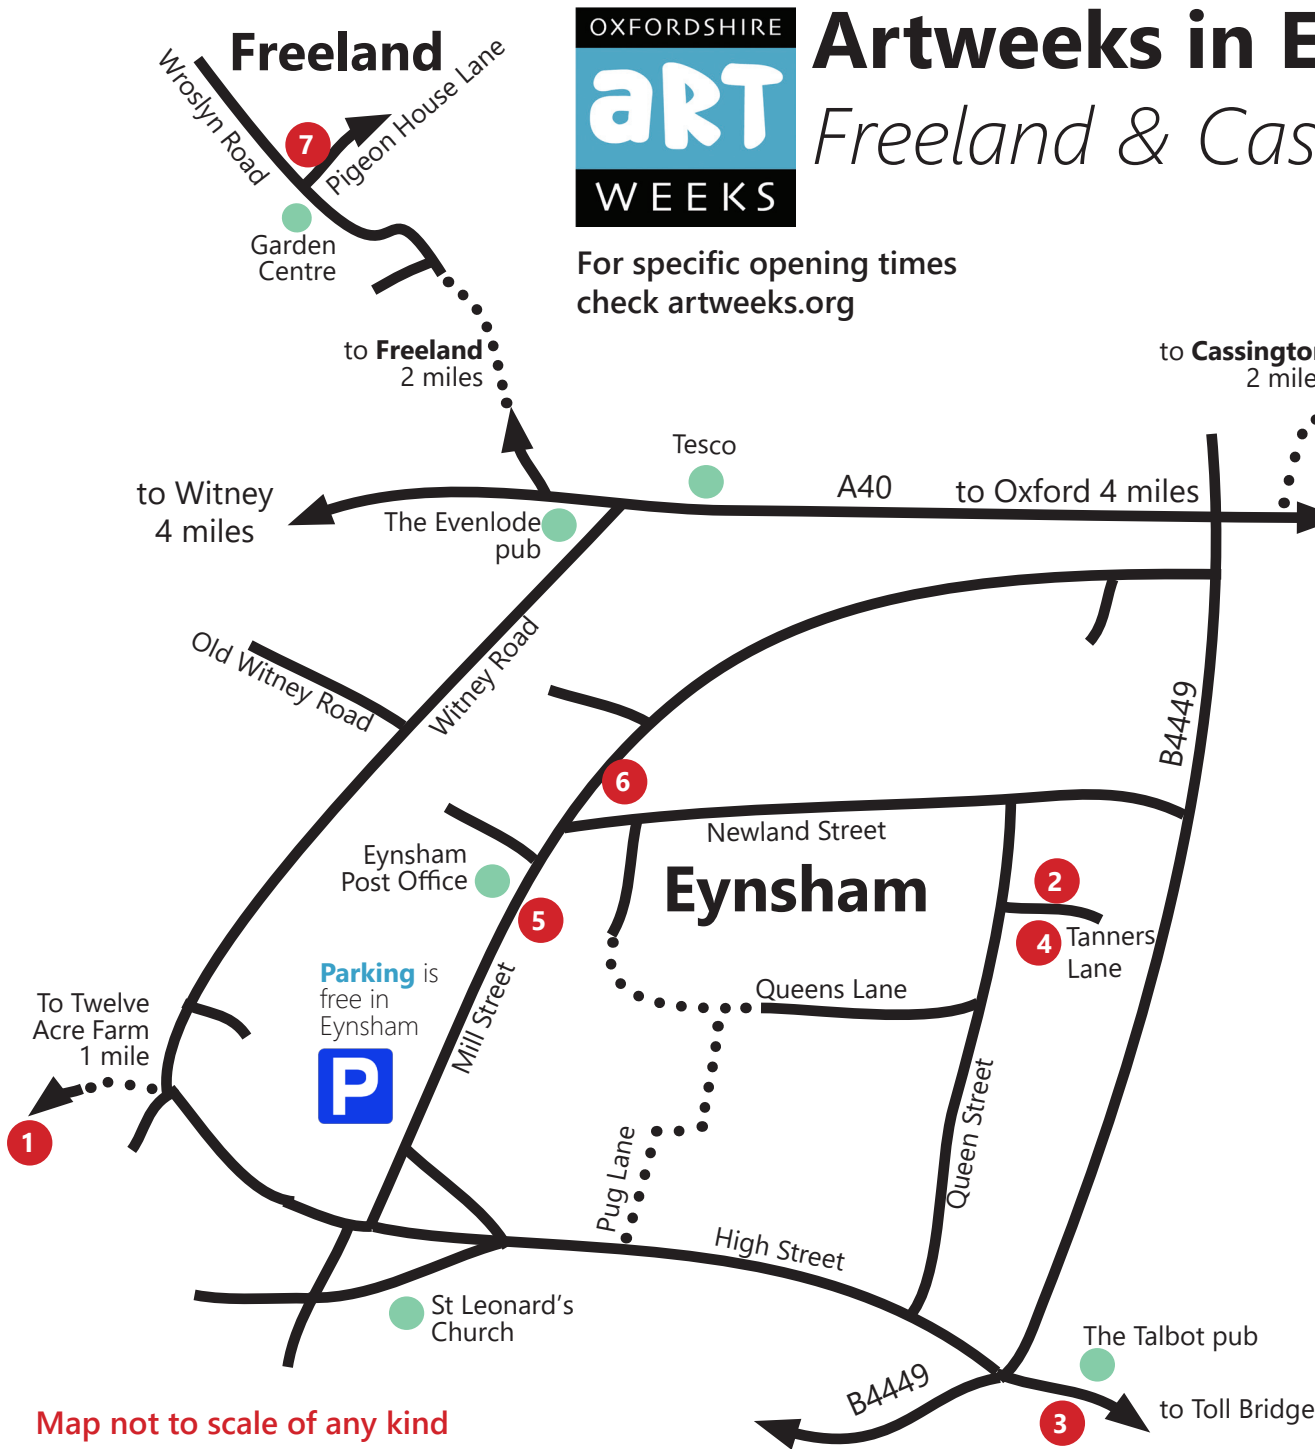 Freeland
Wroslyn Road
Pigeon House Lane
7
Garden
Centre
OXFORDSHIRE
aRT
WEEKS
Artweeks in E
Freeland & Cas
For specific opening times
check artweeks.org
to Freeland
2 miles
to Cassington
2 mile
Tesco
A40
to Oxford 4 miles
to Witney
4 miles
The Evenlode
pub
Old Witney Road
Witney Road
B4449
6
Newland Street
Eynsham
Post Office
Eynsham
5
2
4
Tanners
Lane
Parking is
free in
Eynsham
P
Mill Street
Queens Lane
To Twelve
Acre Farm
1 mile
1
Queen Street
Pug Lane
High Street
St Leonard's
Church
The Talbot pub
B4449
3
to Toll Bridge
Map not to scale of any kind